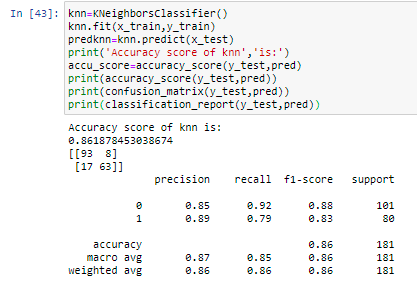 In [43]: knn=KNeighborsClassifier()
knn.fit(x_train,y_train)
predknn=knn.predict(x_test)
print('Accuracy score of knn','is:')
accu_score=accuracy_score(y_test,pred)
print(accuracy_score(y_test,pred))
print(confusion_matrix(y_test,pred))
print(classification_report(y_test,pred))
Accuracy score of knn is:
0.861878453038674
[[93  8]
 [17 63]]
precision recall f1-score support
0 0.85 0.92 0.88 101
1 0.89 0.79 0.83 80
accuracy 0.86 181
macro avg 0.87 0.85 0.86 181
weighted avg 0.86 0.86 0.86 181